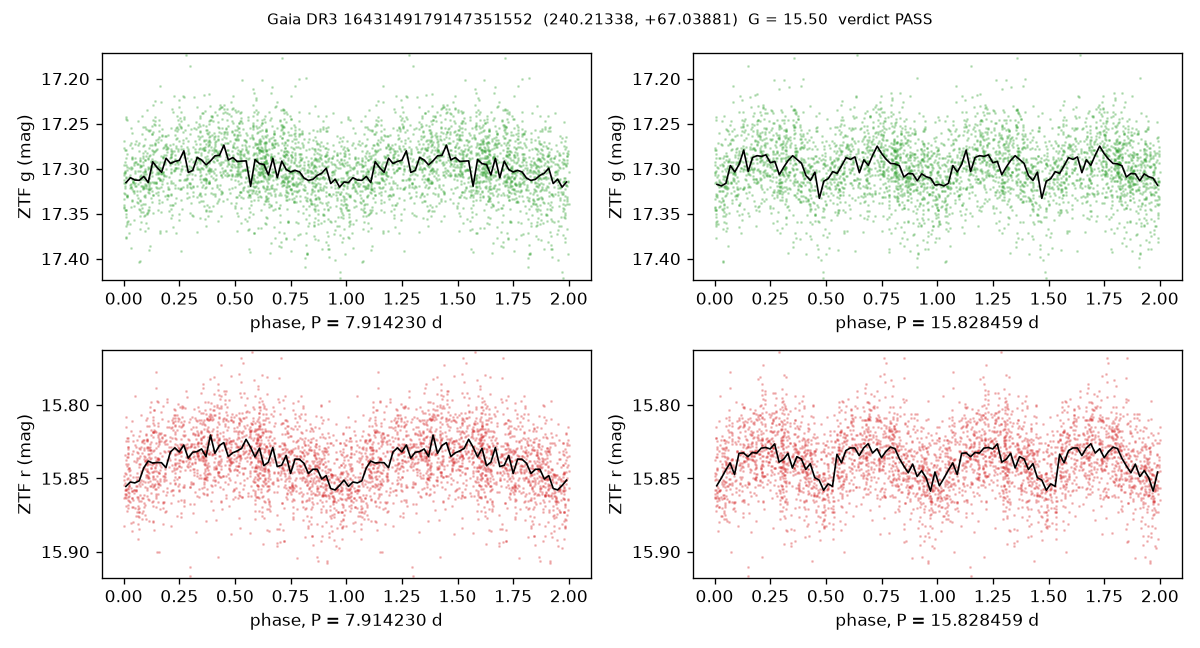 Gaia DR3 1643149179147351552  (240.21338, +67.03881)  G = 15.50  verdict PASS
ZTF g (mag)
17.20
17.25
17.30
17.35
17.40
0.00 0.25 0.50 0.75 1.00 1.25 1.50 1.75 2.00
phase, P = 7.914230 d
ZTF g (mag)
17.20
17.25
17.30
17.35
17.40
0.00 0.25 0.50 0.75 1.00 1.25 1.50 1.75 2.00
phase, P = 15.828459 d
ZTF r (mag)
15.80
15.85
15.90
0.00 0.25 0.50 0.75 1.00 1.25 1.50 1.75 2.00
phase, P = 7.914230 d
ZTF r (mag)
15.80
15.85
15.90
0.00 0.25 0.50 0.75 1.00 1.25 1.50 1.75 2.00
phase, P = 15.828459 d